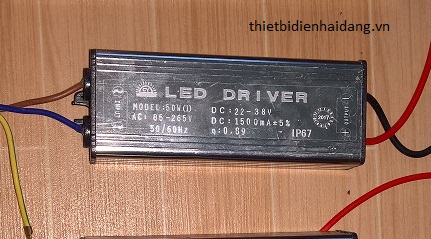 thietbidienhaidang.vn
LED DRIVER
MODEL:50W(1) DC:22-38V
AC: 85-265V DC:1500mA±5%
50/60Hz η:0.89 IP67